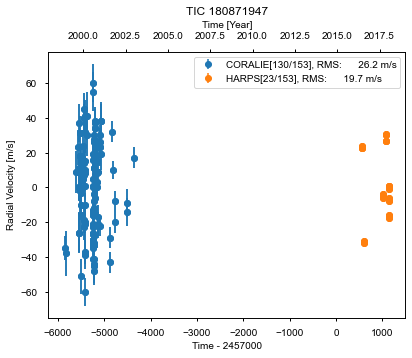 TIC 180871947
Time [Year]
2000.0 2002.5 2005.0 2007.5 2010.0 2012.5 2015.0 2017.5
CORALIE[130/153], RMS: 26.2 m/s
HARPS[23/153], RMS: 19.7 m/s
Radial Velocity [m/s]
60
40
20
0
−20
−40
−60
−6000 −5000 −4000 −3000 −2000 −1000 0 1000
Time - 2457000